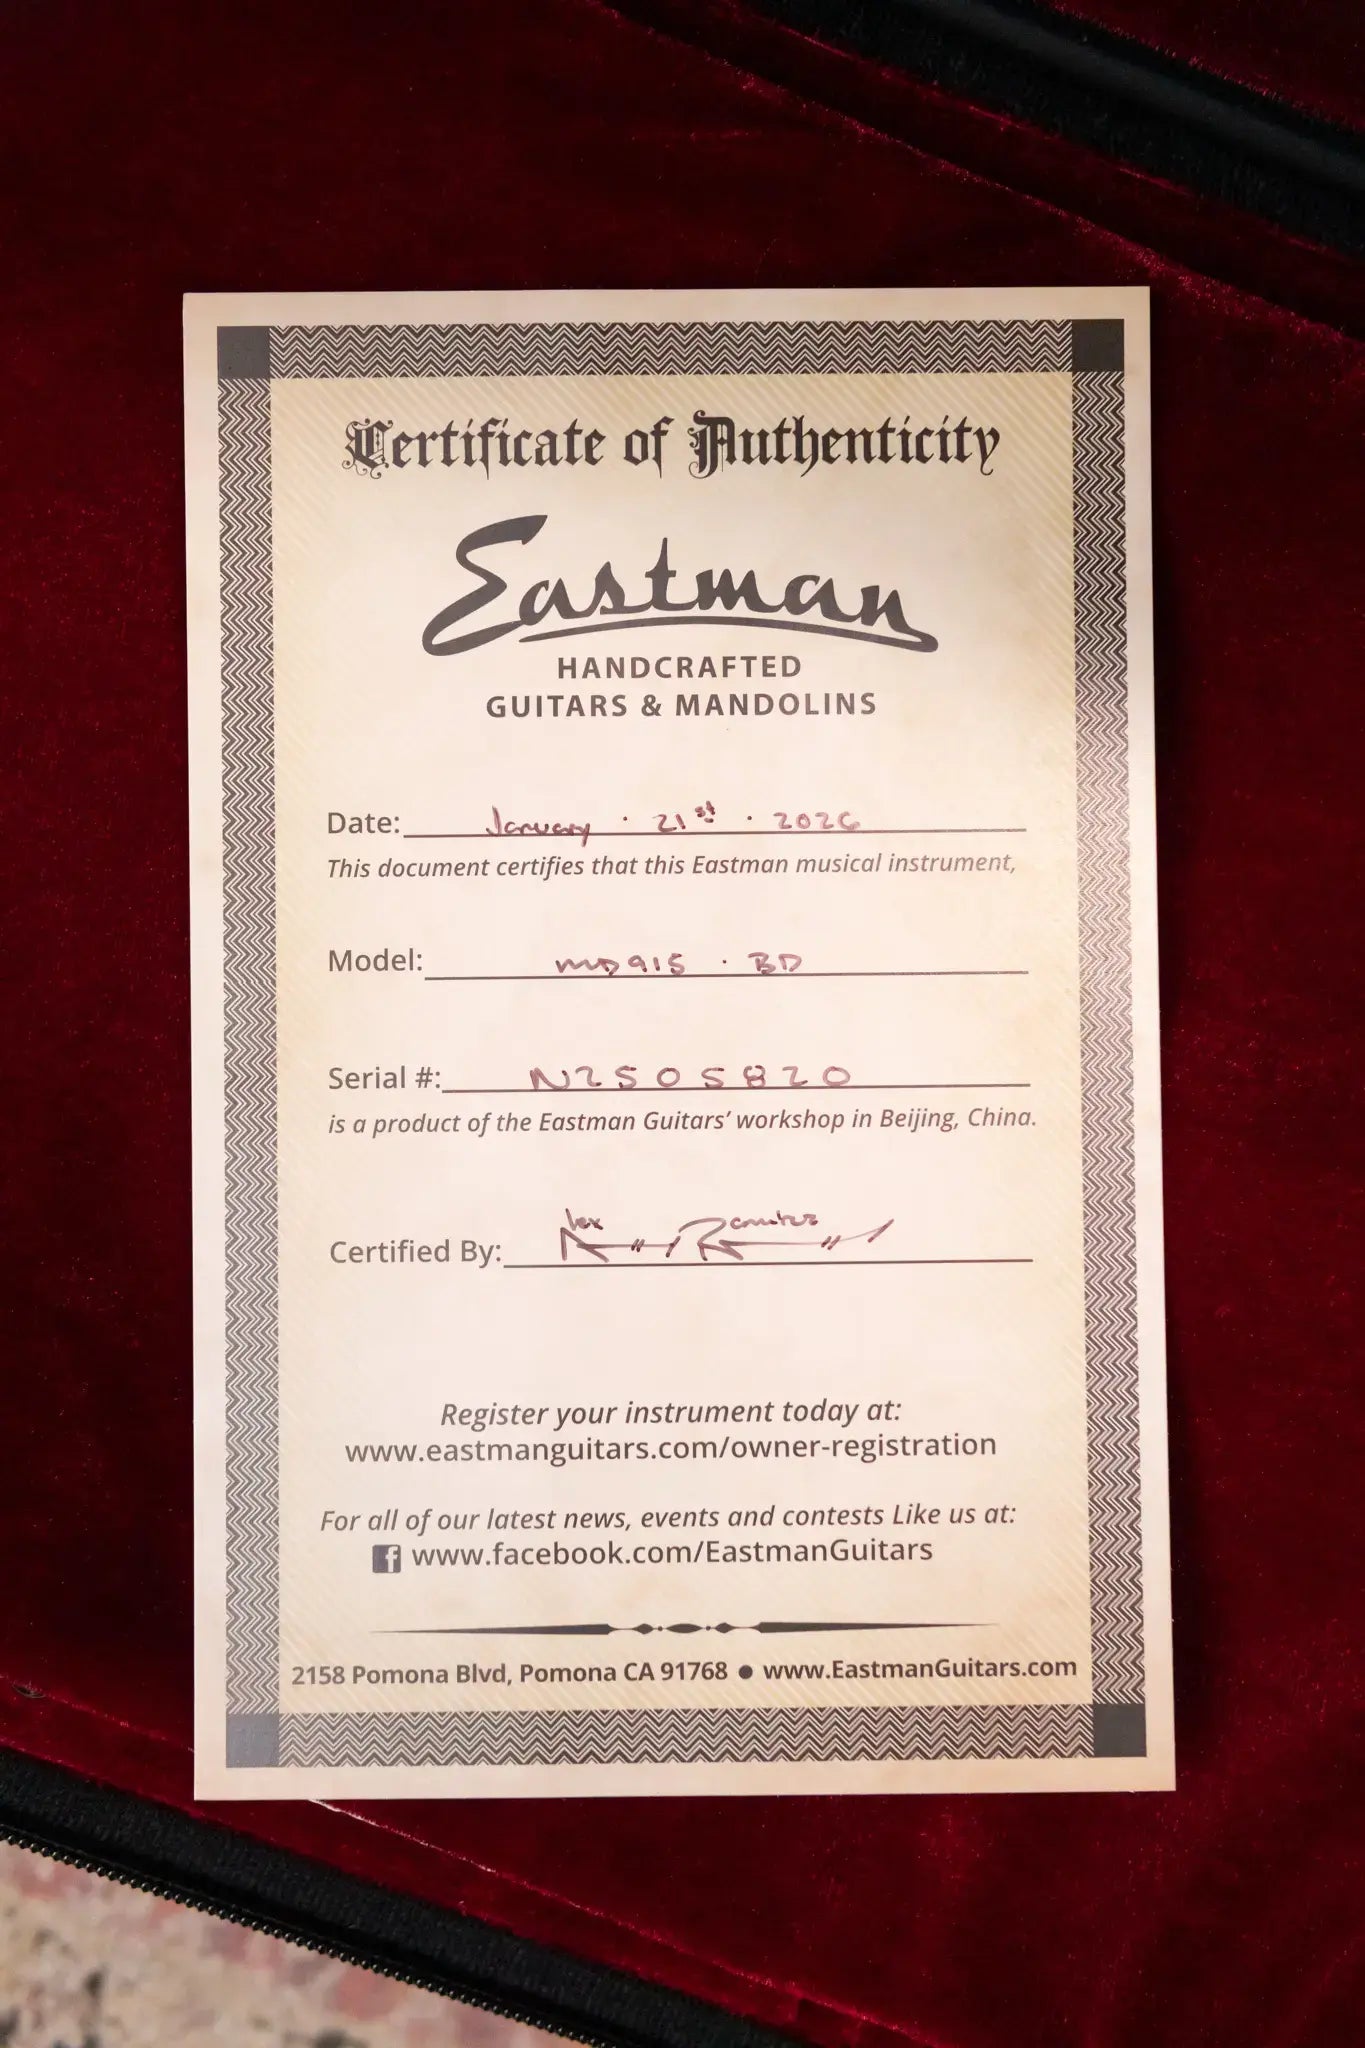 Certificate of Authenticity
Eastman
HANDCRAFTED
GUITARS & MANDOLINS
Date: January · 21st · 2026
This document certifies that this Eastman musical instrument,
Model: MD915 · BD
Serial #: N2505820
is a product of the Eastman Guitars’ workshop in Beijing, China.
Certified By: Alex Ramirez
Register your instrument today at:
www.eastmanguitars.com/owner-registration
For all of our latest news, events and contests Like us at:
f www.facebook.com/EastmanGuitars
2158 Pomona Blvd, Pomona CA 91768 ● www.EastmanGuitars.com